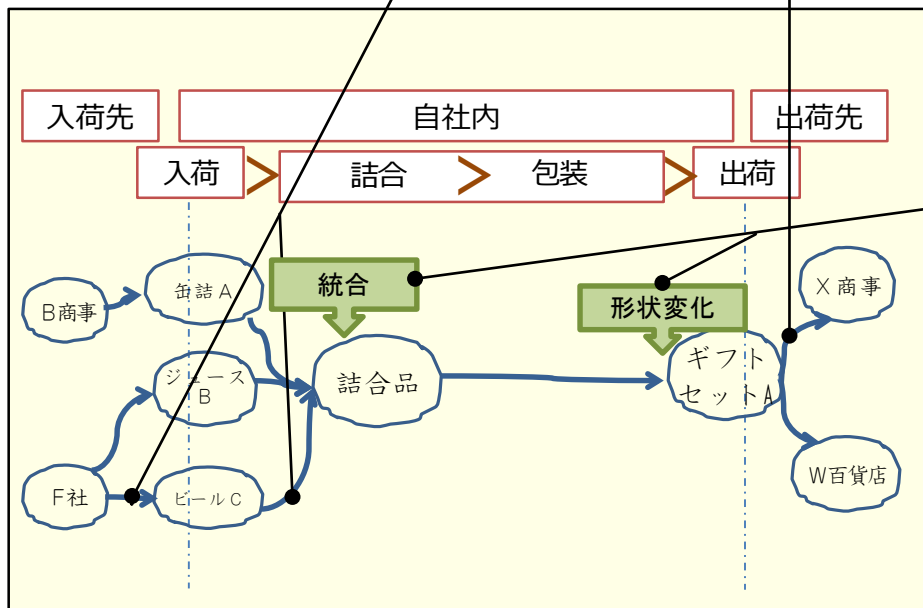 入荷先
自社内
出荷先
入荷
詰合
包装
出荷
統合
形状変化
B商事
缶詰A
X商事
ジュース
B
詰合品
ギフト
セットA
F社
ビールC
W百貨店